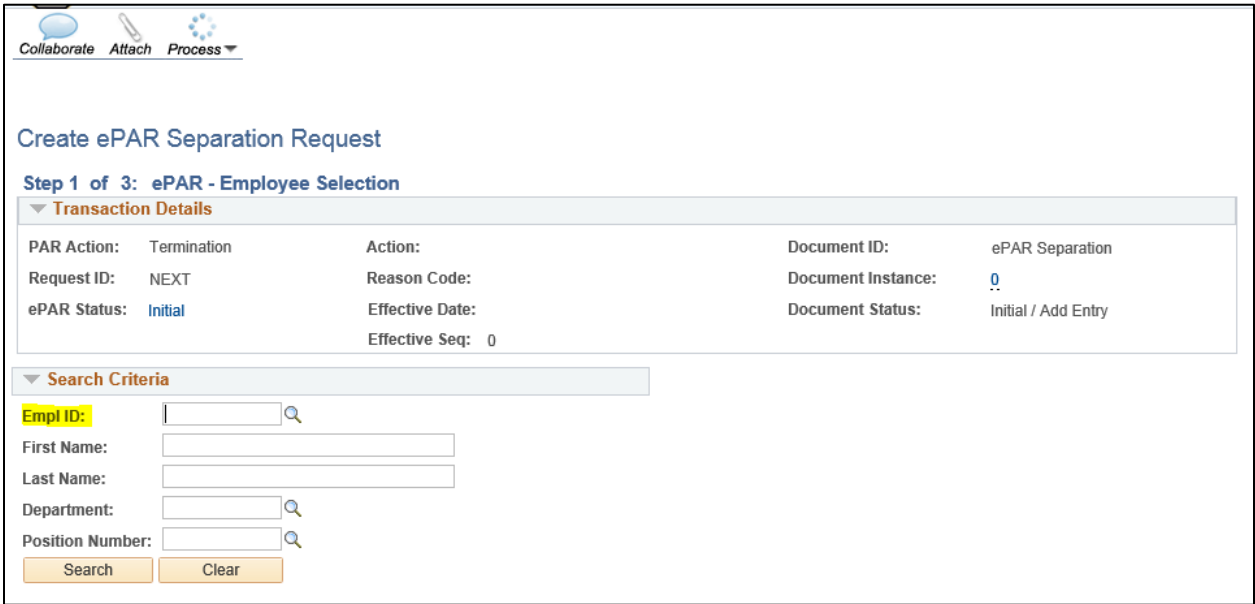 Collaborate Attach Process
Create ePAR Separation Request
Step 1 of 3: ePAR - Employee Selection
Transaction Details
PAR Action: Termination Action: Document ID: ePAR Separation
Request ID: NEXT Reason Code: Document Instance: 0
ePAR Status: Initial Effective Date: Document Status: Initial / Add Entry
Effective Seq: 0
Search Criteria
Empl ID:
First Name:
Last Name:
Department:
Position Number:
Search Clear